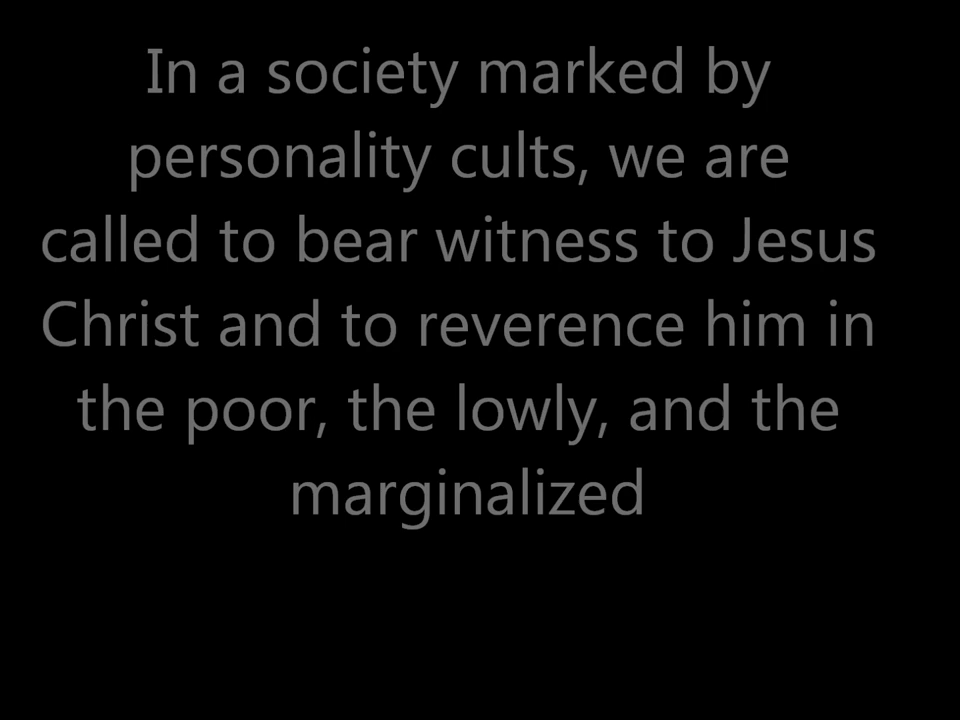 In a society marked by
personality cults, we are
called to bear witness to Jesus
Christ and to reverence him in
the poor, the lowly, and the
marginalized